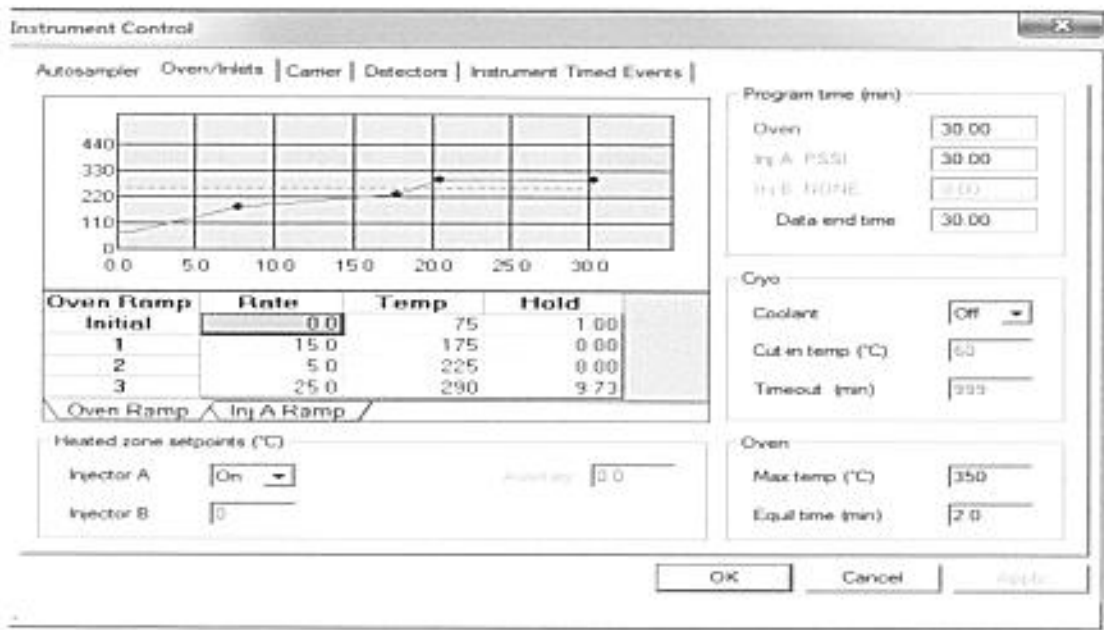 Instrument Control
Autosampler Oven/Inlets Carrier Detectors Instrument Timed Events
440
330
220
110
0
0.0 5.0 10.0 15.0 20.0 25.0 30.0
Oven Ramp Rate Temp Hold
Initial 0.0 75 1.00
1 15.0 175 0.00
2 5.0 225 0.00
3 25.0 290 9.73
Oven Ramp Inj A Ramp
Heated zone setpoints (°C)
Injector A On Auxiliary 0.0
Injector B 0
Program time (min)
Oven 30.00
Inj A PSSI 30.00
Inj B NONE 0.00
Data end time 30.00
Cryo
Coolant Off
Cut-in temp (°C) 60
Timeout (min) 999
Oven
Max temp (°C) 350
Equil time (min) 2.0
OK Cancel Apply